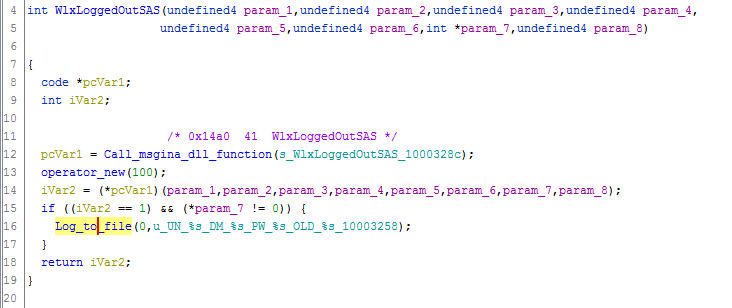 4 int WlxLoggedOutSAS(undefined4 param_1,undefined4 param_2,undefined4 param_3,undefined4 param_4,
5 undefined4 param_5,undefined4 param_6,int *param_7,undefined4 param_8)
6
7 {
8 code *pcVar1;
9 int iVar2;
10
11 /* 0x14a0 41 WlxLoggedOutSAS */
12 pcVar1 = Call_msgina_dll_function(s_WlxLoggedOutSAS_1000328c);
13 operator_new(100);
14 iVar2 = (*pcVar1)(param_1,param_2,param_3,param_4,param_5,param_6,param_7,param_8);
15 if ((iVar2 == 1) && (*param_7 != 0)) {
16 Log_to_file(0,u_UN_%s_DM_%s_PW_%s_OLD_%s_10003258);
17 }
18 return iVar2;
19 }
20